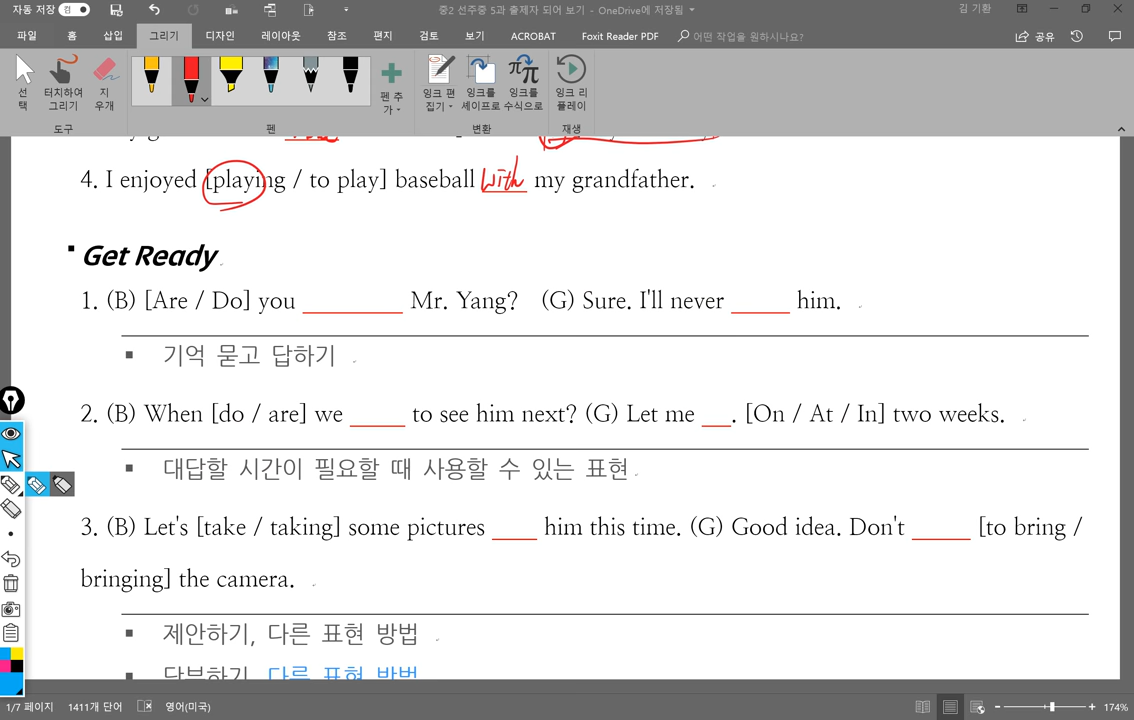 자동 저장 켬 중2 선주중 5과 출제자 되어 보기 - OneDrive에 저장됨 김 기환
파일 홈 삽입 그리기 디자인 레이아웃 참조 편지 검토 보기 ACROBAT Foxit Reader PDF 어떤 작업을 원하시나요? 공유
선택 터치하여 그리기 지우개 펜 추가 잉크 편집기 잉크를 셰이프로 잉크를 수식으로 잉크 리플레이
도구 펜 변환 재생
4. I enjoyed [playing / to play] baseball with my grandfather.
Get Ready
1. (B) [Are / Do] you ________ Mr. Yang? (G) Sure. I'll never _____ him.
▪ 기억 묻고 답하기
2. (B) When [do / are] we _____ to see him next? (G) Let me ___. [On / At / In] two weeks.
▪ 대답할 시간이 필요할 때 사용할 수 있는 표현
3. (B) Let's [take / taking] some pictures ____ him this time. (G) Good idea. Don't _____ [to bring /
bringing] the camera.
▪ 제안하기, 다른 표현 방법
▪ 당부하기, 다른 표현 방법
1/7 페이지 1411개 단어 영어(미국) 174%